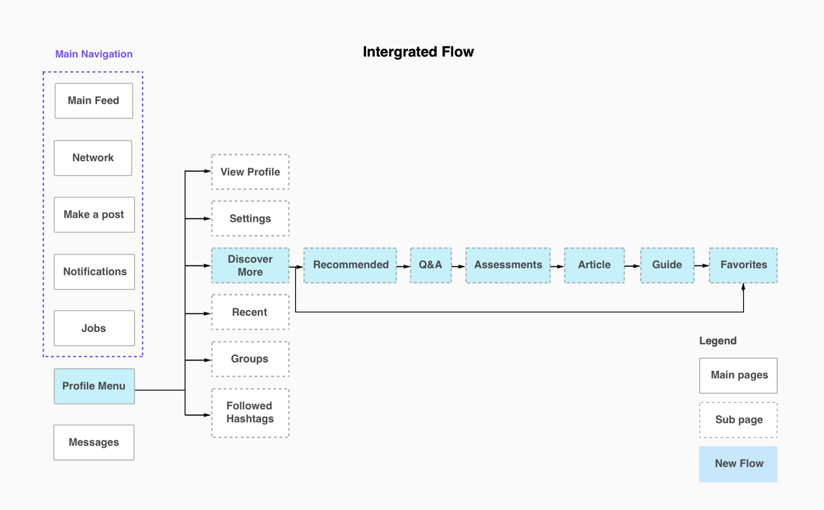 Intergrated Flow
Main Navigation
Main Feed
Network
Make a post
Notifications
Jobs
Profile Menu
Messages
View Profile
Settings
Discover
More
Recent
Groups
Followed
Hashtags
Recommended
Q&A
Assessments
Article
Guide
Favorites
Legend
Main pages
Sub page
New Flow